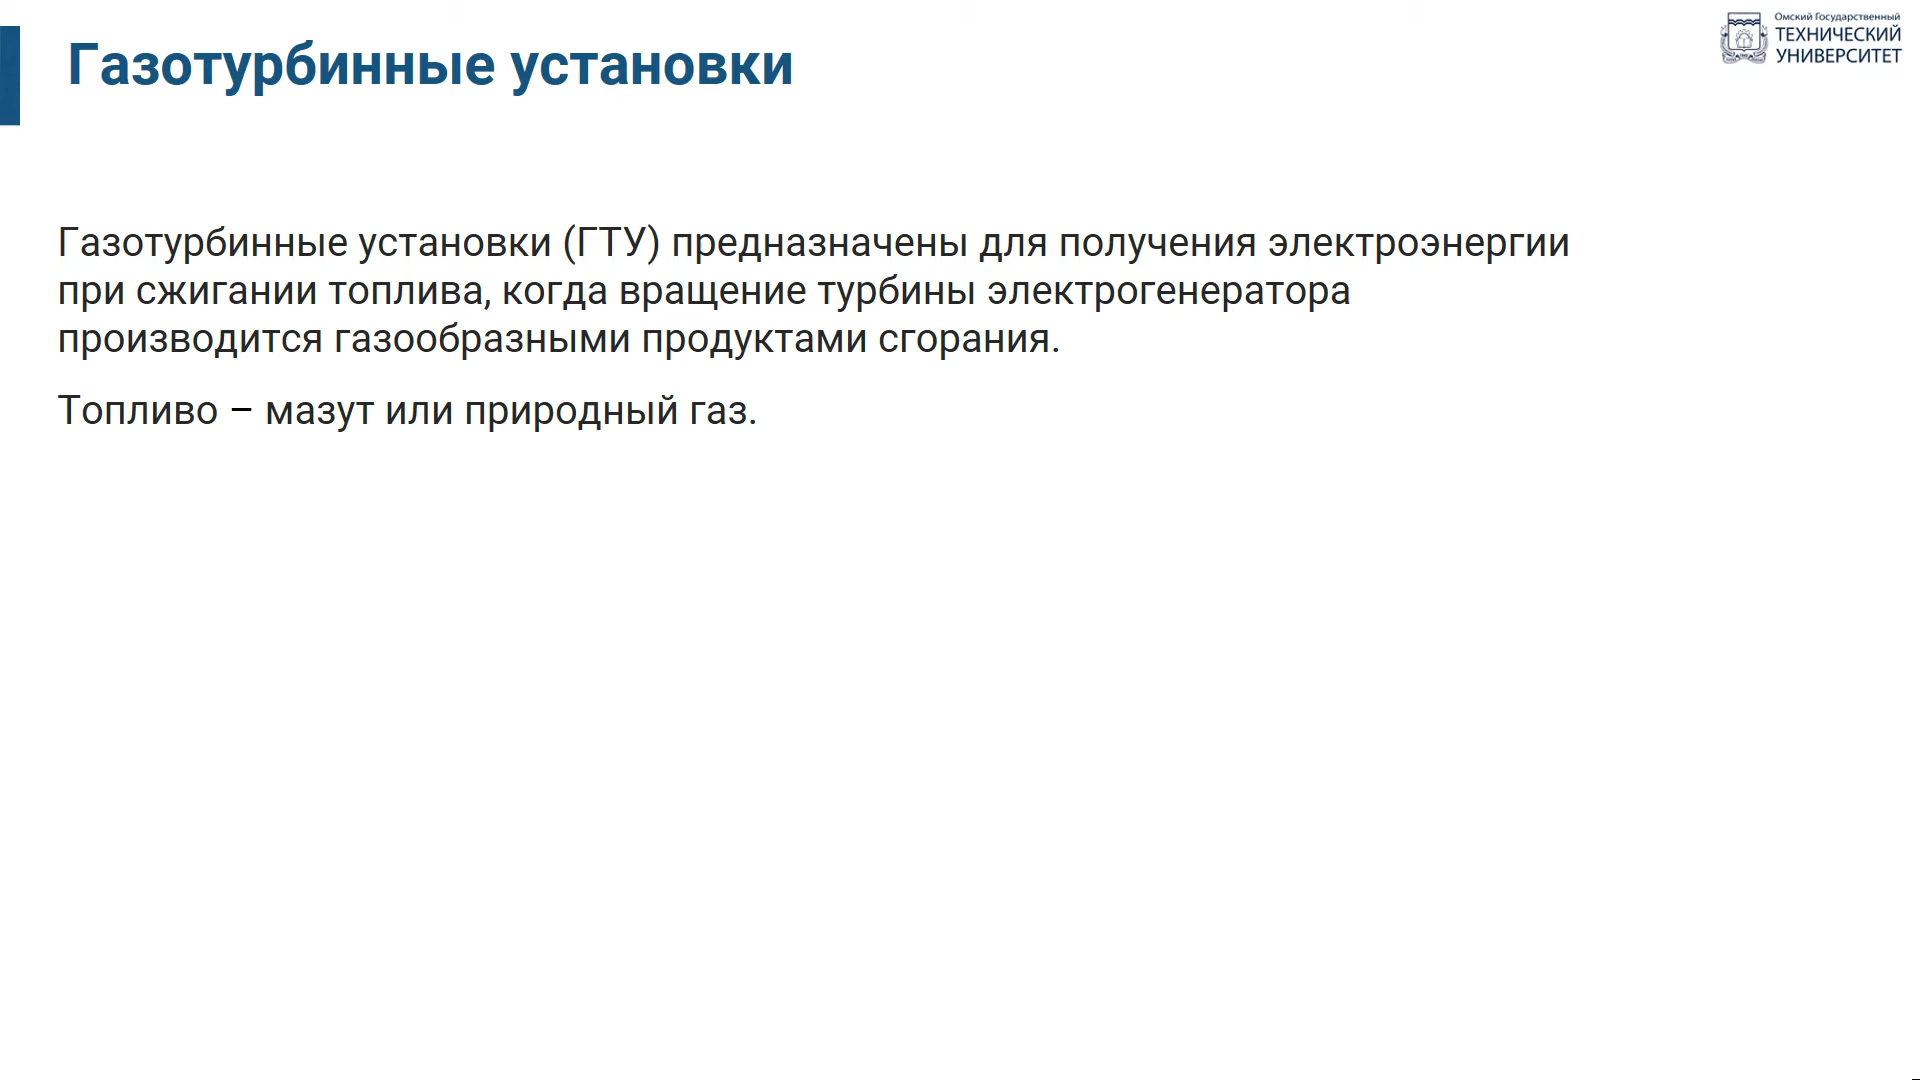 Омский Государственный
ТЕХНИЧЕСКИЙ
УНИВЕРСИТЕТ
Газотурбинные установки
Газотурбинные установки (ГТУ) предназначены для получения электроэнергии
при сжигании топлива, когда вращение турбины электрогенератора
производится газообразными продуктами сгорания.
Топливо – мазут или природный газ.